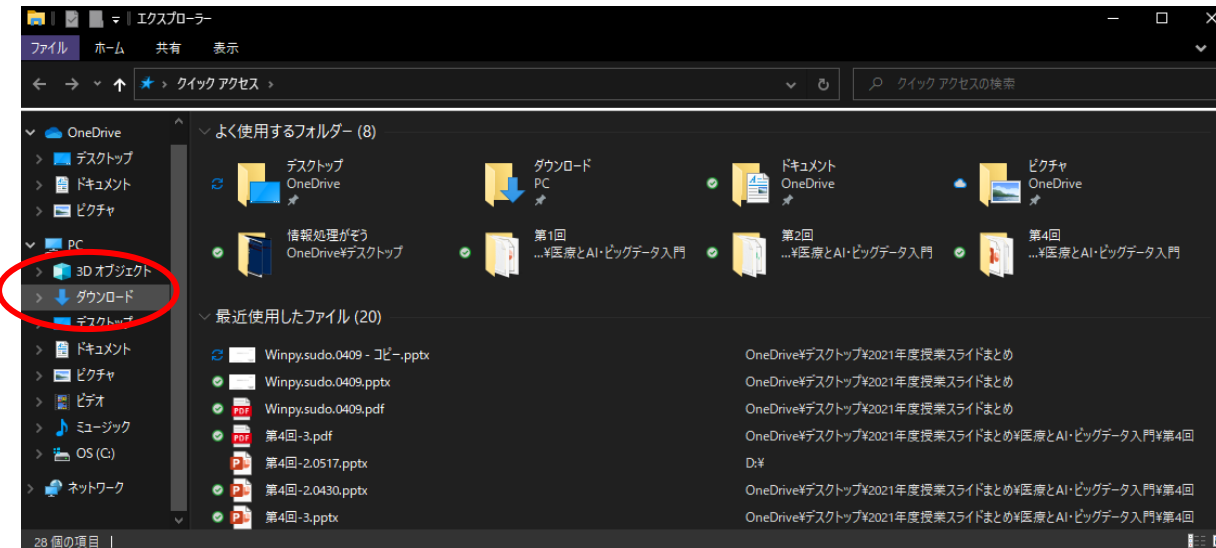 エクスプローラー
ファイル ホーム 共有 表示
クイック アクセス
クイック アクセスの検索
OneDrive
デスクトップ
ドキュメント
ピクチャ
PC
3D オブジェクト
ダウンロード
デスクトップ
ドキュメント
ピクチャ
ビデオ
ミュージック
OS (C:)
ネットワーク
よく使用するフォルダー (8)
デスクトップ
OneDrive
ダウンロード
PC
ドキュメント
OneDrive
ピクチャ
OneDrive
情報処理がぞう
OneDrive¥デスクトップ
第1回
...¥医療とAI・ビッグデータ入門
第2回
...¥医療とAI・ビッグデータ入門
第4回
...¥医療とAI・ビッグデータ入門
最近使用したファイル (20)
Winpy.sudo.0409 - コピー.pptx OneDrive¥デスクトップ¥2021年度授業スライドまとめ
Winpy.sudo.0409.pptx OneDrive¥デスクトップ¥2021年度授業スライドまとめ
Winpy.sudo.0409.pdf OneDrive¥デスクトップ¥2021年度授業スライドまとめ
第4回-3.pdf OneDrive¥デスクトップ¥2021年度授業スライドまとめ¥医療とAI・ビッグデータ入門¥第4回
第4回-2.0517.pptx D:¥
第4回-2.0430.pptx OneDrive¥デスクトップ¥2021年度授業スライドまとめ¥医療とAI・ビッグデータ入門¥第4回
第4回-3.pptx OneDrive¥デスクトップ¥2021年度授業スライドまとめ¥医療とAI・ビッグデータ入門¥第4回
28 個の項目